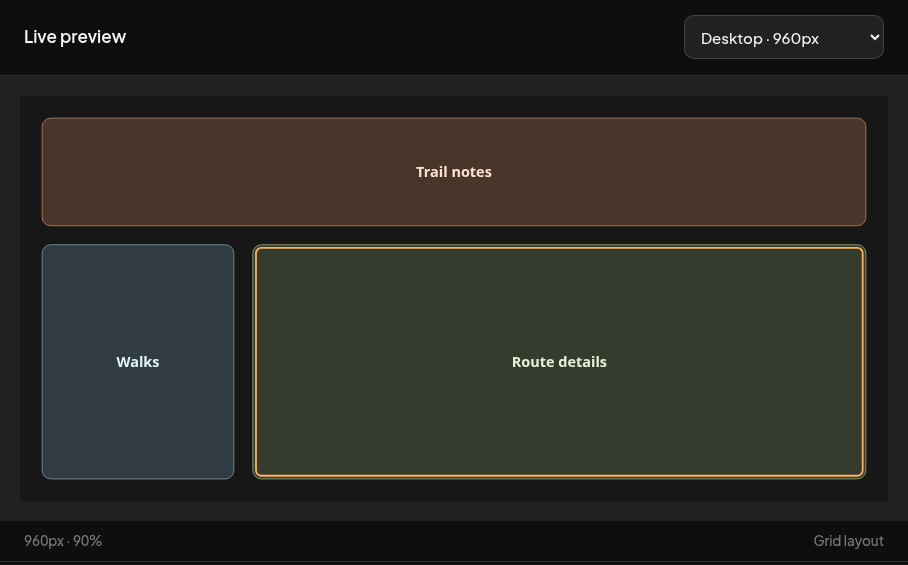 Live preview
Desktop · 960px
Trail notes
Walks
Route details
960px · 90%
Grid layout